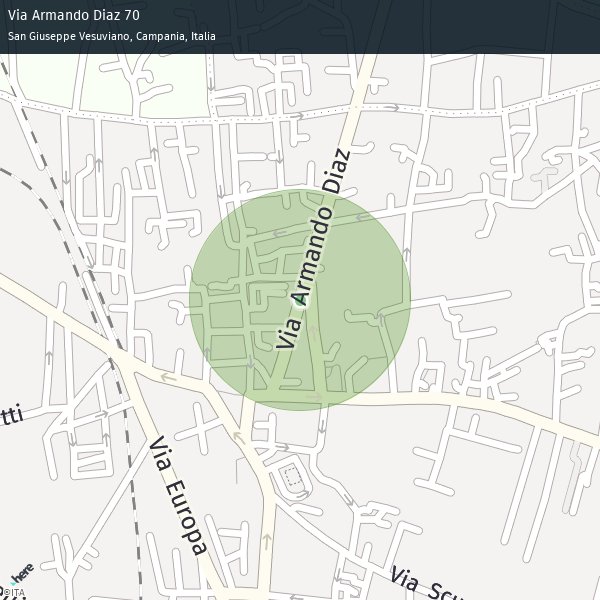 Via Armando Diaz 70
San Giuseppe Vesuviano, Campania, Italia
Via Armando Diaz
tti
Via Europa
Via Scu
here
©ITA